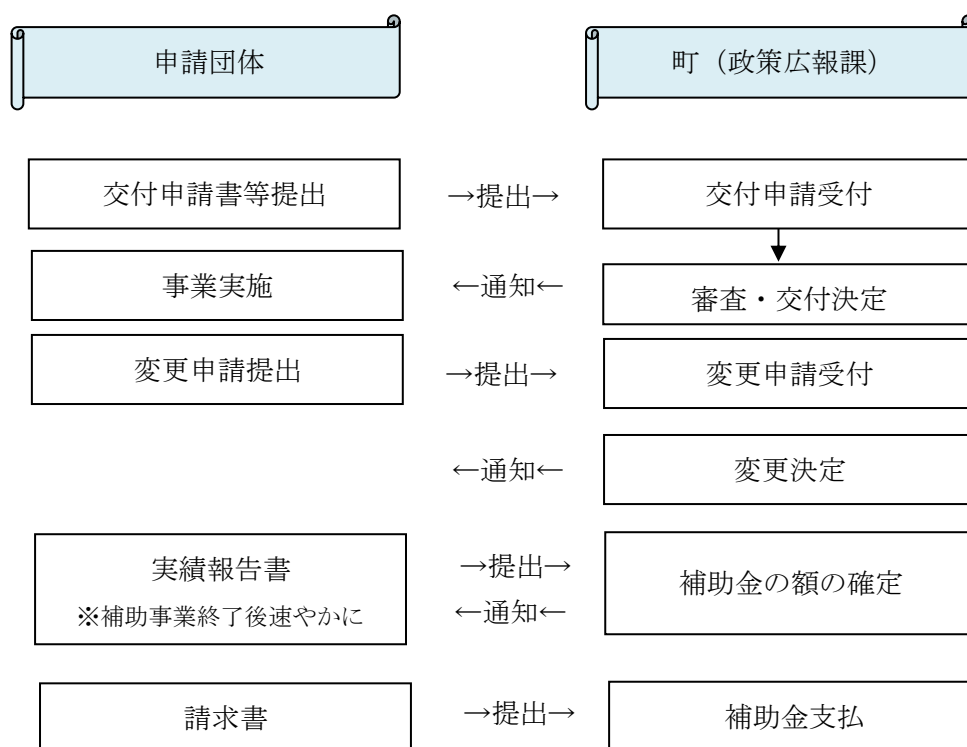 申請団体
町（政策広報課）
交付申請書等提出
→提出→
交付申請受付
事業実施
←通知←
審査・交付決定
変更申請提出
→提出→
変更申請受付
←通知←
変更決定
実績報告書
※補助事業終了後速やかに
→提出→
←通知←
補助金の額の確定
請求書
→提出→
補助金支払